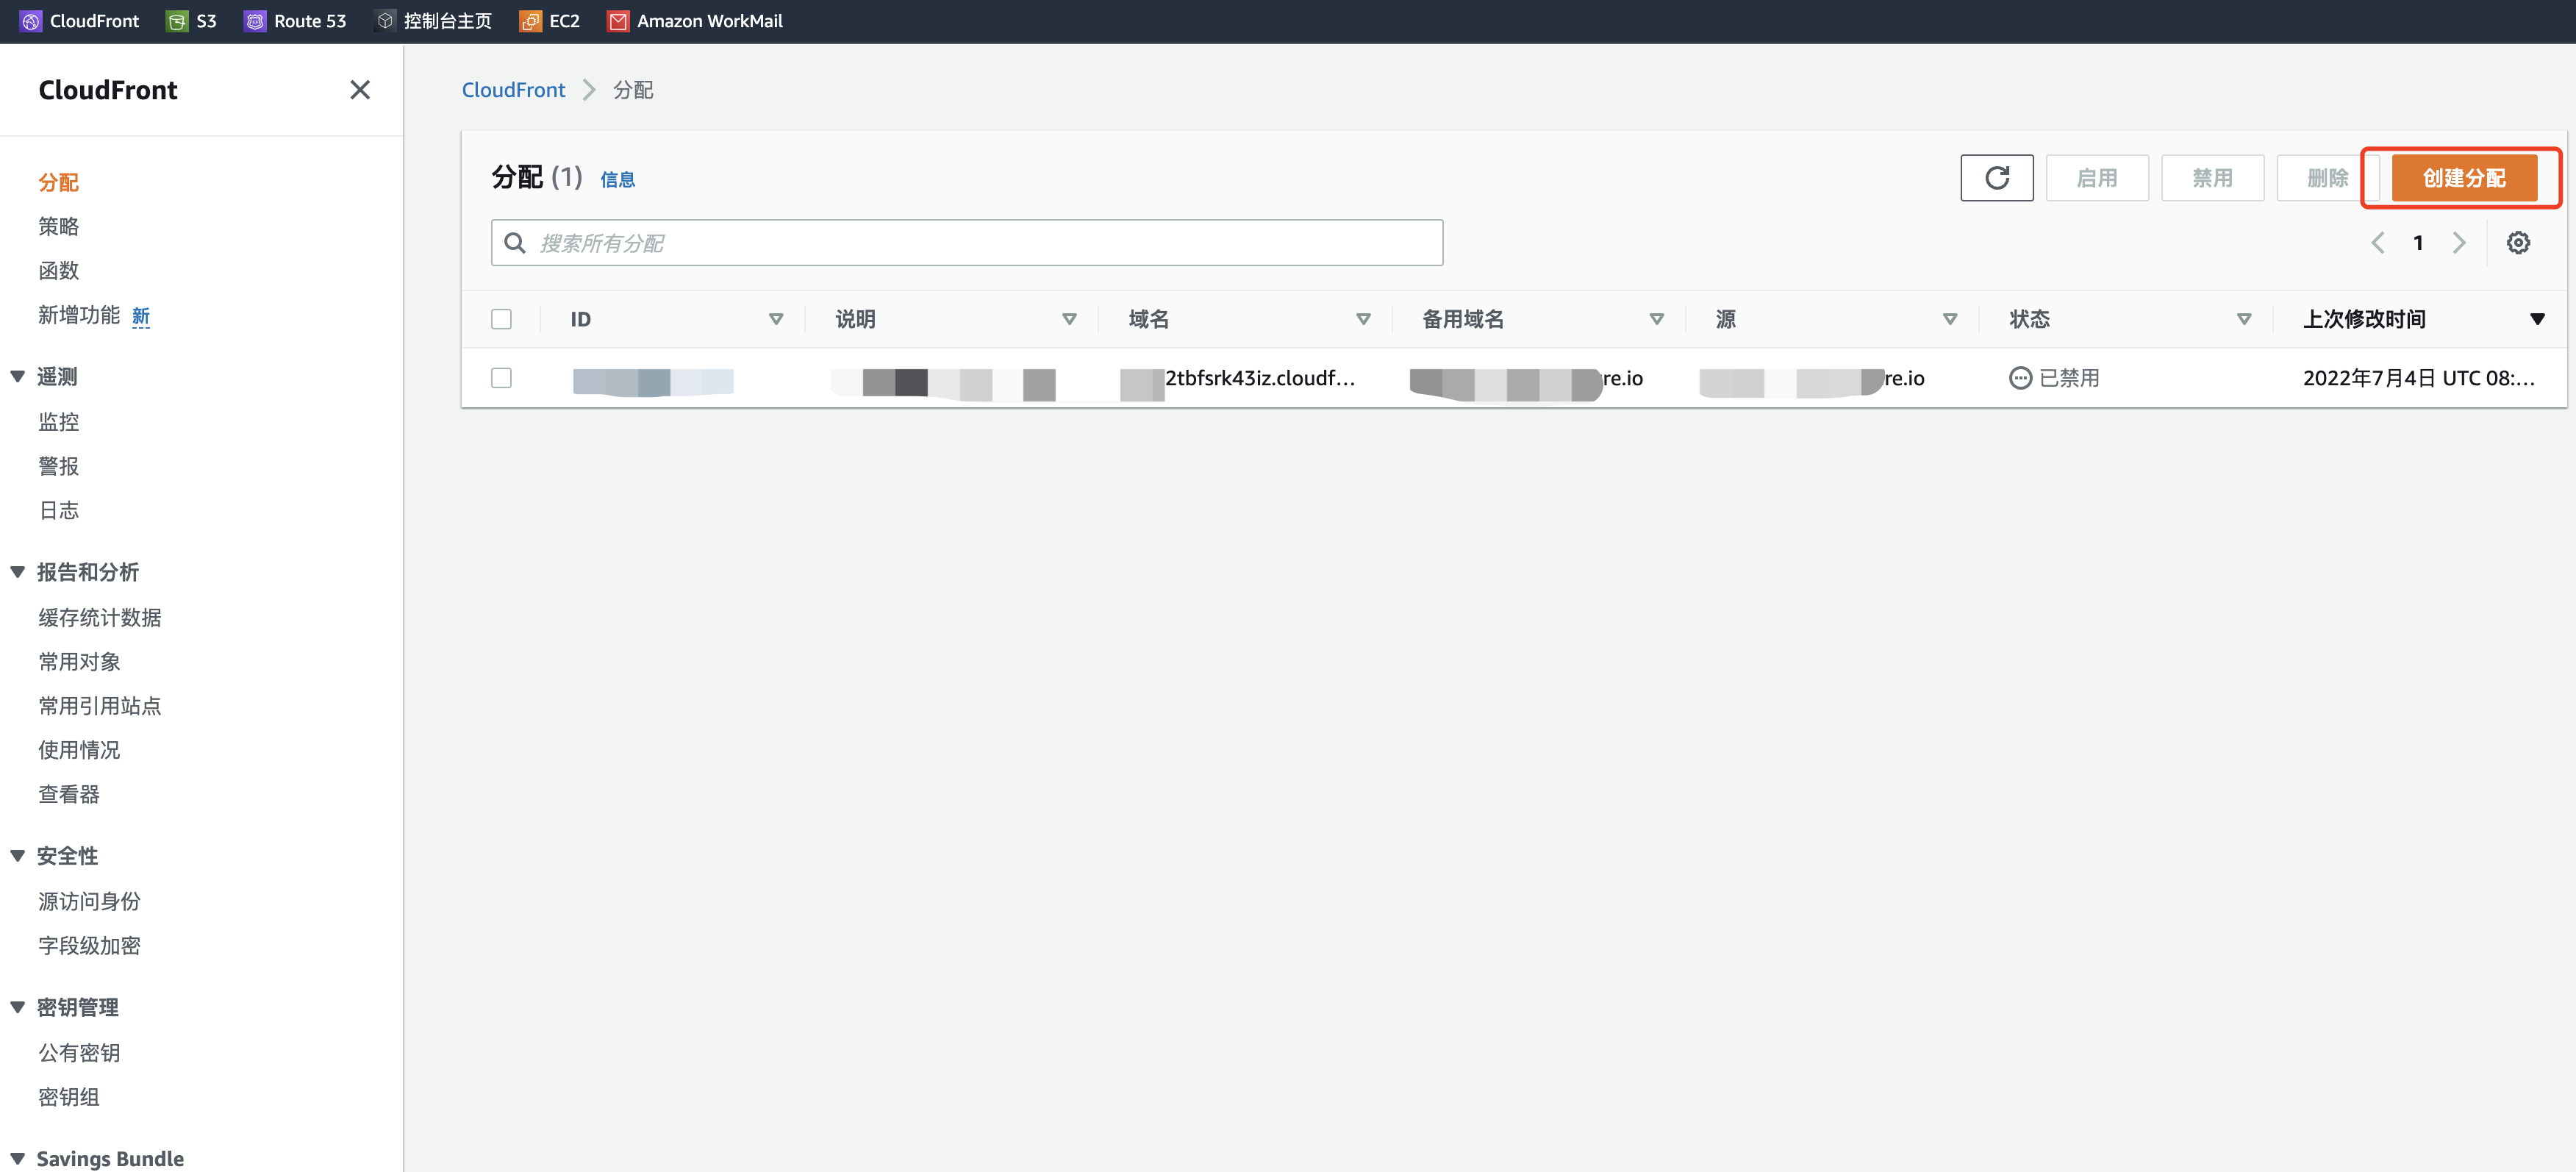 CloudFront S3 Route 53 控制台主页 EC2 Amazon WorkMail
CloudFront
分配
策略
函数
新增功能 新
遥测
监控
警报
日志
报告和分析
缓存统计数据
常用对象
常用引用站点
使用情况
查看器
安全性
源访问身份
字段级加密
密钥管理
公有密钥
密钥组
Savings Bundle
CloudFront 分配
分配 (1) 信息
启用 禁用 删除 创建分配
搜索所有分配
1
ID 说明 域名 备用域名 源 状态 上次修改时间
2tbfsrk43iz.cloudf... re.io re.io 已禁用 2022年7月4日 UTC 08:...